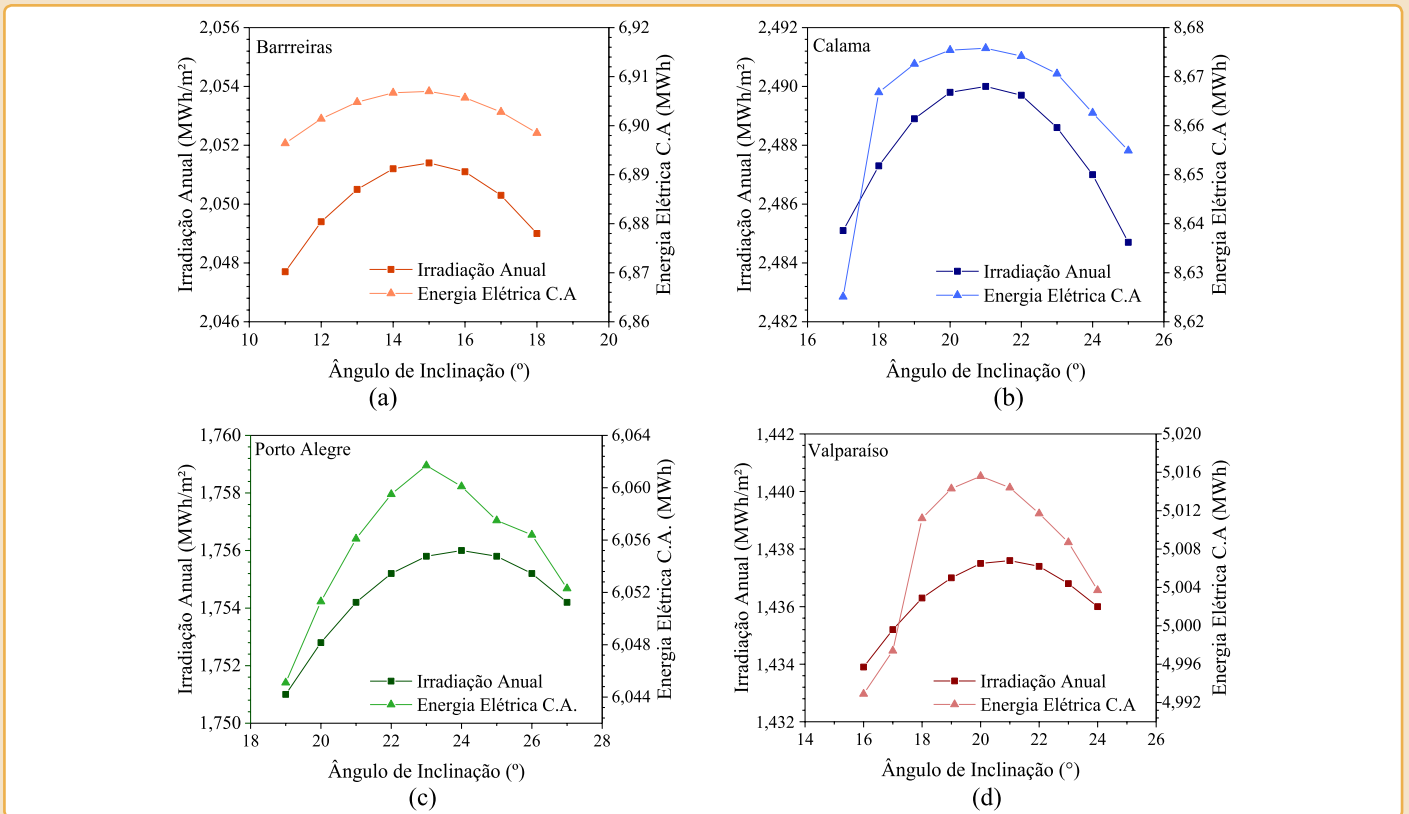 Barrreiras
Irradiação Anual (MWh/m²)
2,056
2,054
2,052
2,050
2,048
2,046
6,92
6,91
6,90
6,89
6,88
6,87
6,86
Energia Elétrica C.A (MWh)
Irradiação Anual
Energia Elétrica C.A
10 12 14 16 18 20
Ângulo de Inclinação (º)
(a)
Calama
Irradiação Anual (MWh/m²)
2,492
2,490
2,488
2,486
2,484
2,482
8,68
8,67
8,66
8,65
8,64
8,63
8,62
Energia Elétrica C.A (MWh)
Irradiação Anual
Energia Elétrica C.A
16 18 20 22 24 26
Ângulo de Inclinação (º)
(b)
Porto Alegre
Irradiação Anual (MWh/m²)
1,760
1,758
1,756
1,754
1,752
1,750
6,064
6,060
6,056
6,052
6,048
6,044
Energia Elétrica C.A. (MWh)
Irradiação Anual
Energia Elétrica C.A.
18 20 22 24 26 28
Ângulo de Inclinação (º)
(c)
Valparaíso
Irradiação Anual (MWh/m²)
1,442
1,440
1,438
1,436
1,434
1,432
5,020
5,016
5,012
5,008
5,004
5,000
4,996
4,992
Energia Elétrica C.A (MWh)
Irradiação Anual
Energia Elétrica C.A
14 16 18 20 22 24 26
Ângulo de Inclinação (°)
(d)